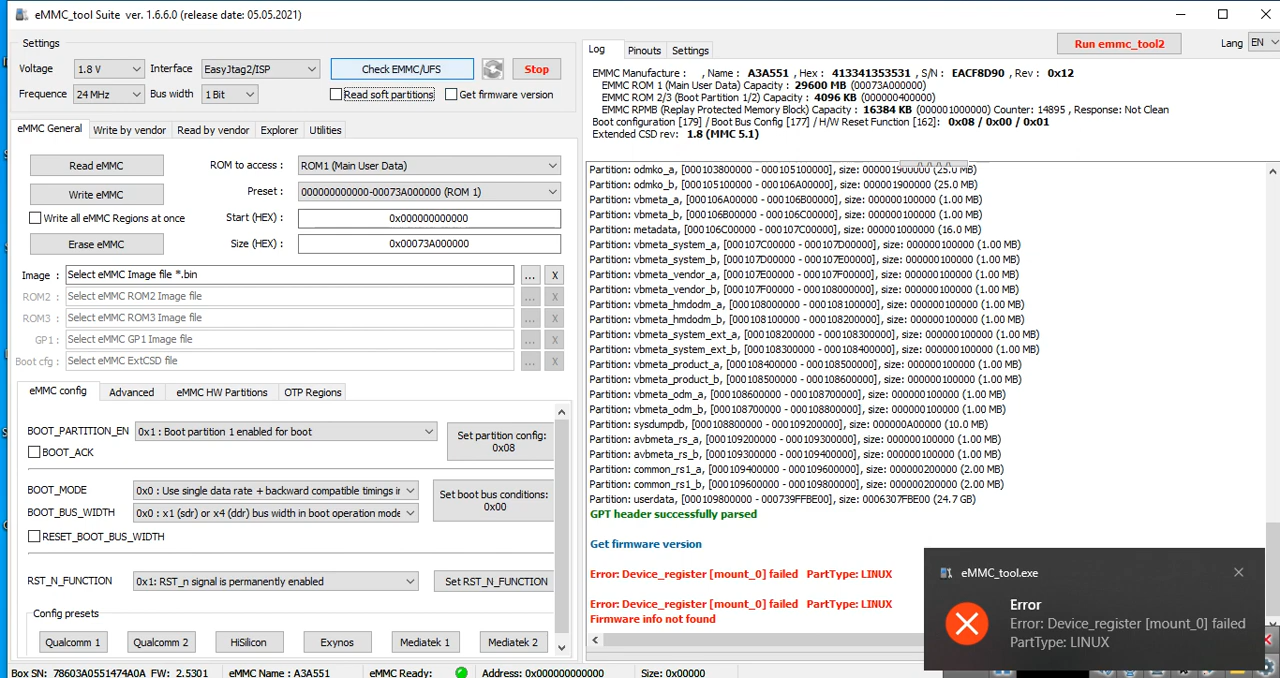 eMMC_tool Suite ver. 1.6.6.0 (release date: 05.05.2021)
Settings
Voltage 1.8 V Interface EasyJtag2/ISP Check EMMC/UFS Stop
Frequence 24 MHz Bus width 1 Bit Read soft partitions Get firmware version
eMMC General Write by vendor Read by vendor Explorer Utilities
Read eMMC ROM to access : ROM1 (Main User Data)
Write eMMC Preset : 000000000000-00073A000000 (ROM 1)
Write all eMMC Regions at once Start (HEX) : 0x000000000000
Erase eMMC Size (HEX) : 0x00073A000000
Image : Select eMMC Image file *.bin ... X
ROM2 : Select eMMC ROM2 Image file ... X
ROM3 : Select eMMC ROM3 Image file ... X
GP1 : Select eMMC GP1 Image file ... X
Boot cfg : Select eMMC ExtCSD file ... X
eMMC config Advanced eMMC HW Partitions OTP Regions
BOOT_PARTITION_EN 0x1 : Boot partition 1 enabled for boot Set partition config: 0x08
BOOT_ACK
BOOT_MODE 0x0 : Use single data rate + backward compatible timings ir Set boot bus conditions: 0x00
BOOT_BUS_WIDTH 0x0 : x1 (sdr) or x4 (ddr) bus width in boot operation mode
RESET_BOOT_BUS_WIDTH
RST_N_FUNCTION 0x1: RST_n signal is permanently enabled Set RST_N_FUNCTION
Config presets
Qualcomm 1 Qualcomm 2 HiSilicon Exynos Mediatek 1 Mediatek 2
Log Pinouts Settings Run emmc_tool2 Lang EN
EMMC Manufacture : , Name : A3A551 , Hex : 413341353531 , S/N : EACF8D90 , Rev : 0x12
EMMC ROM 1 (Main User Data) Capacity : 29600 MB (00073A000000)
EMMC ROM 2/3 (Boot Partition 1/2) Capacity : 4096 KB (000000400000)
EMMC RPMB (Replay Protected Memory Block) Capacity : 16384 KB (000001000000) Counter: 14895 , Response: Not Clean
Boot configuration [179] / Boot Bus Config [177] / H/W Reset Function [162]: 0x08 / 0x00 / 0x01
Extended CSD rev: 1.8 (MMC 5.1)
Partition: odmko_a, [000103800000 - 000105100000], size: 000001900000 (25.0 MB)
Partition: odmko_b, [000105100000 - 000106A00000], size: 000001900000 (25.0 MB)
Partition: vbmeta_a, [000106A00000 - 000106B00000], size: 000000100000 (1.00 MB)
Partition: vbmeta_b, [000106B00000 - 000106C00000], size: 000000100000 (1.00 MB)
Partition: metadata, [000106C00000 - 000107C00000], size: 000001000000 (16.0 MB)
Partition: vbmeta_system_a, [000107C00000 - 000107D00000], size: 000000100000 (1.00 MB)
Partition: vbmeta_system_b, [000107D00000 - 000107E00000], size: 000000100000 (1.00 MB)
Partition: vbmeta_vendor_a, [000107E00000 - 000107F00000], size: 000000100000 (1.00 MB)
Partition: vbmeta_vendor_b, [000107F00000 - 000108000000], size: 000000100000 (1.00 MB)
Partition: vbmeta_hmdodm_a, [000108000000 - 000108100000], size: 000000100000 (1.00 MB)
Partition: vbmeta_hmdodm_b, [000108100000 - 000108200000], size: 000000100000 (1.00 MB)
Partition: vbmeta_system_ext_a, [000108200000 - 000108300000], size: 000000100000 (1.00 MB)
Partition: vbmeta_system_ext_b, [000108300000 - 000108400000], size: 000000100000 (1.00 MB)
Partition: vbmeta_product_a, [000108400000 - 000108500000], size: 000000100000 (1.00 MB)
Partition: vbmeta_product_b, [000108500000 - 000108600000], size: 000000100000 (1.00 MB)
Partition: vbmeta_odm_a, [000108600000 - 000108700000], size: 000000100000 (1.00 MB)
Partition: vbmeta_odm_b, [000108700000 - 000108800000], size: 000000100000 (1.00 MB)
Partition: sysdumpdb, [000108800000 - 000109200000], size: 000000A00000 (10.0 MB)
Partition: avbmeta_rs_a, [000109200000 - 000109300000], size: 000000100000 (1.00 MB)
Partition: avbmeta_rs_b, [000109300000 - 000109400000], size: 000000100000 (1.00 MB)
Partition: common_rs1_a, [000109400000 - 000109600000], size: 000000200000 (2.00 MB)
Partition: common_rs1_b, [000109600000 - 000109800000], size: 000000200000 (2.00 MB)
Partition: userdata, [000109800000 - 000739FFBE00], size: 0006307FBE00 (24.7 GB)
GPT header successfully parsed
Get firmware version
Error: Device_register [mount_0] failed PartType: LINUX
Error: Device_register [mount_0] failed PartType: LINUX
Firmware info not found
eMMC_tool.exe
Error
Error: Device_register [mount_0] failed
PartType: LINUX
Box SN: 78603A0551474A0A FW: 2.5301 eMMC Name : A3A551 eMMC Ready: Address: 0x000000000000 Size: 0x00000